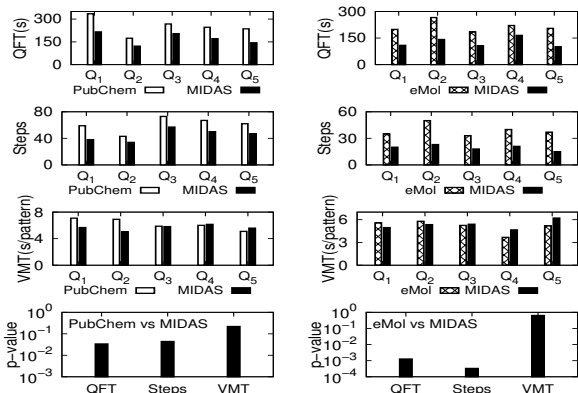 QFT(s)
300
150
0
Q1 Q2 Q3 Q4 Q5
PubChem MIDAS
QFT(s)
300
150
0
Q1 Q2 Q3 Q4 Q5
eMol MIDAS
Steps
80
40
0
Q1 Q2 Q3 Q4 Q5
PubChem MIDAS
Steps
60
30
0
Q1 Q2 Q3 Q4 Q5
eMol MIDAS
VMT(s/pattern)
8
4
0
Q1 Q2 Q3 Q4 Q5
PubChem MIDAS
VMT(s/pattern)
6
3
0
Q1 Q2 Q3 Q4 Q5
eMol MIDAS
p-value
10^0
10^-1
10^-2
10^-3
PubChem vs MIDAS
QFT Steps VMT
p-value
10^0
10^-1
10^-2
10^-3
10^-4
eMol vs MIDAS
QFT Steps VMT